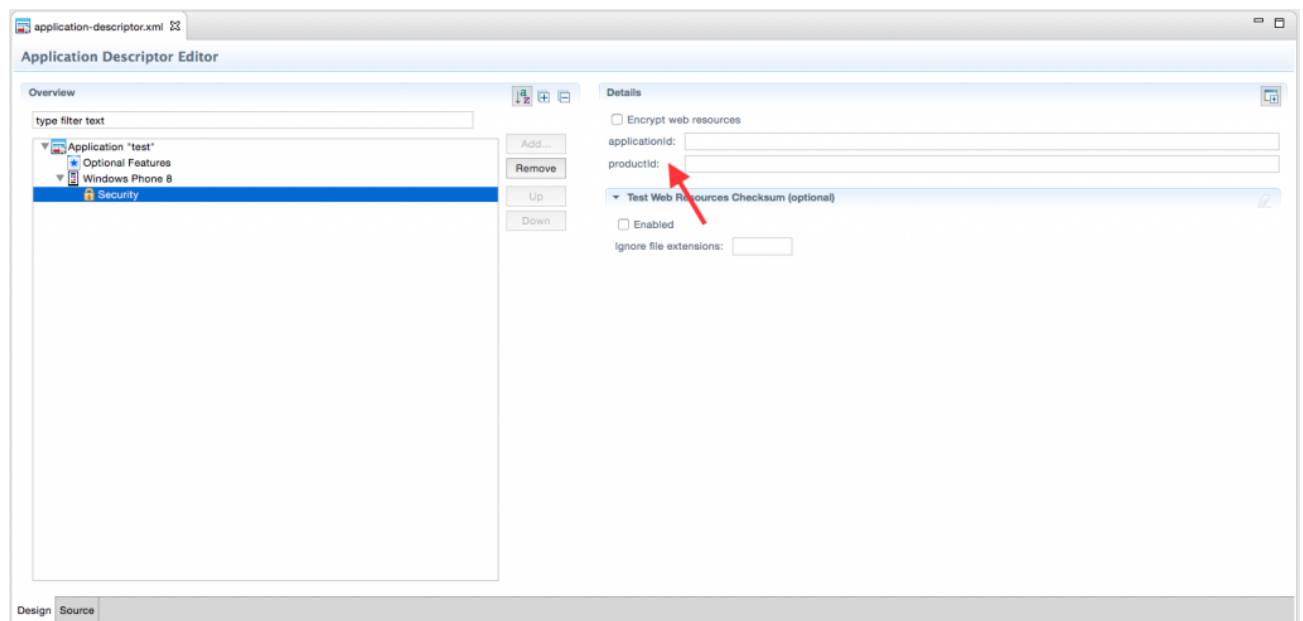 application-descriptor.xml
Application Descriptor Editor
Overview
type filter text
Application "test"
Optional Features
Windows Phone 8
Security
Add...
Remove
Up
Down
Details
Encrypt web resources
applicationId:
productId:
Test Web Resources Checksum (optional)
Enabled
Ignore file extensions:
Design Source